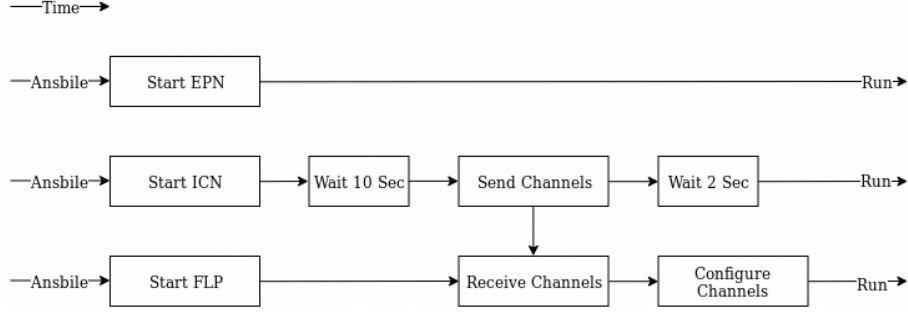 Time
Ansbile Start EPN Run
Ansbile Start ICN Wait 10 Sec Send Channels Wait 2 Sec Run
Ansbile Start FLP Receive Channels Configure Channels Run